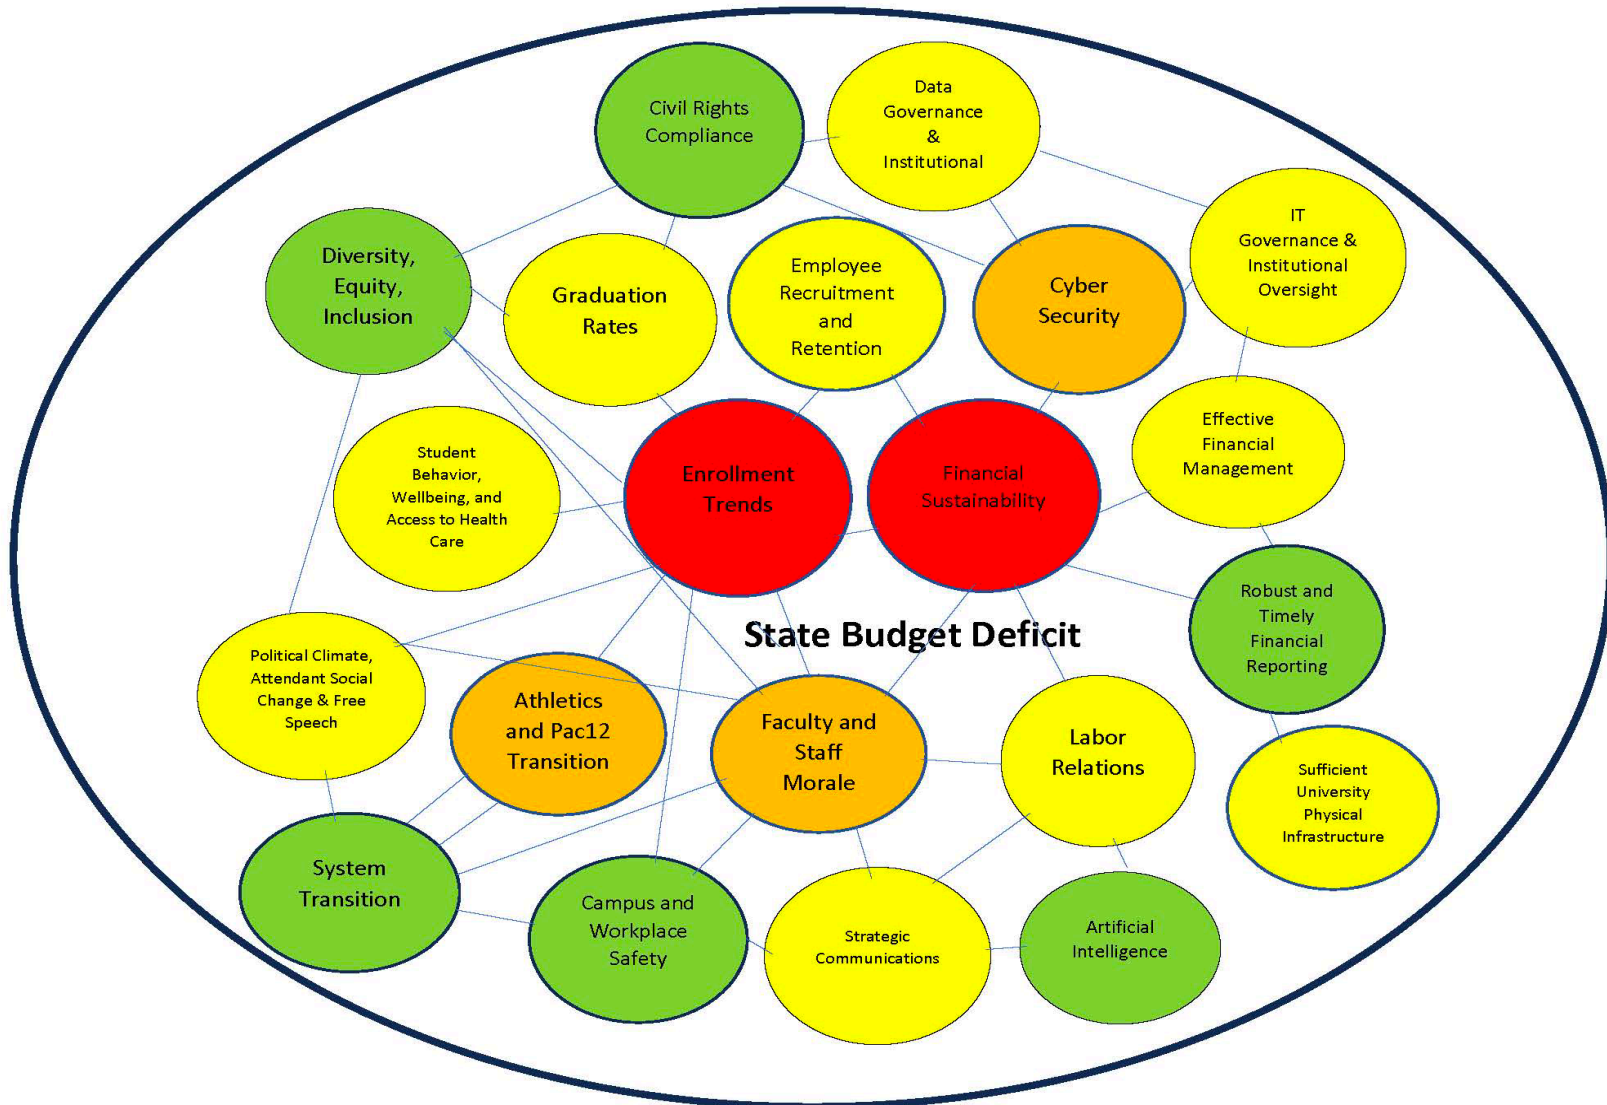 Civil Rights
Compliance
Data
Governance
&
Institutional
IT
Governance &
Institutional
Oversight
Diversity,
Equity,
Inclusion
Graduation
Rates
Employee
Recruitment
and
Retention
Cyber
Security
Student
Behavior,
Wellbeing, and
Access to Health
Care
Enrollment
Trends
Financial
Sustainability
Effective
Financial
Management
Robust and
Timely
Financial
Reporting
State Budget Deficit
Political Climate,
Attendant Social
Change & Free
Speech
Athletics
and Pac12
Transition
Faculty and
Staff
Morale
Labor
Relations
Sufficient
University
Physical
Infrastructure
System
Transition
Campus and
Workplace
Safety
Strategic
Communications
Artificial
Intelligence